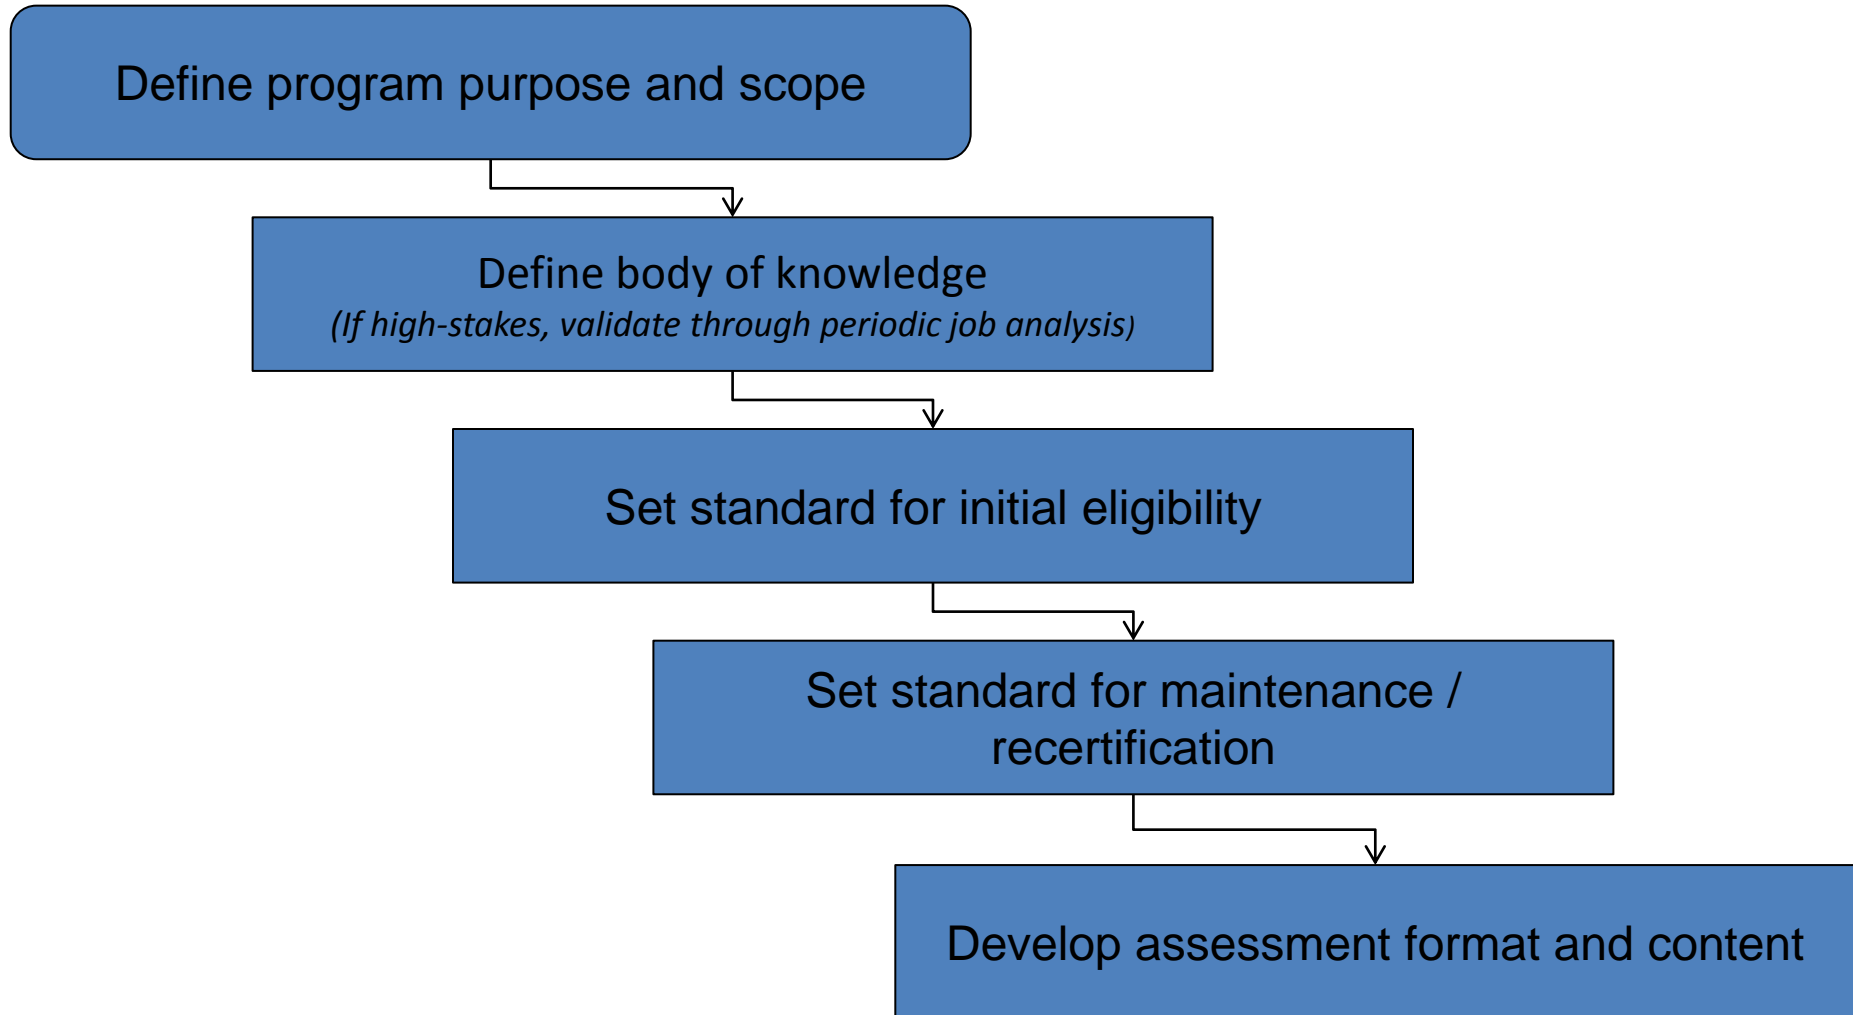 Define program purpose and scope
Define body of knowledge
(If high-stakes, validate through periodic job analysis)
Set standard for initial eligibility
Set standard for maintenance /
recertification
Develop assessment format and content